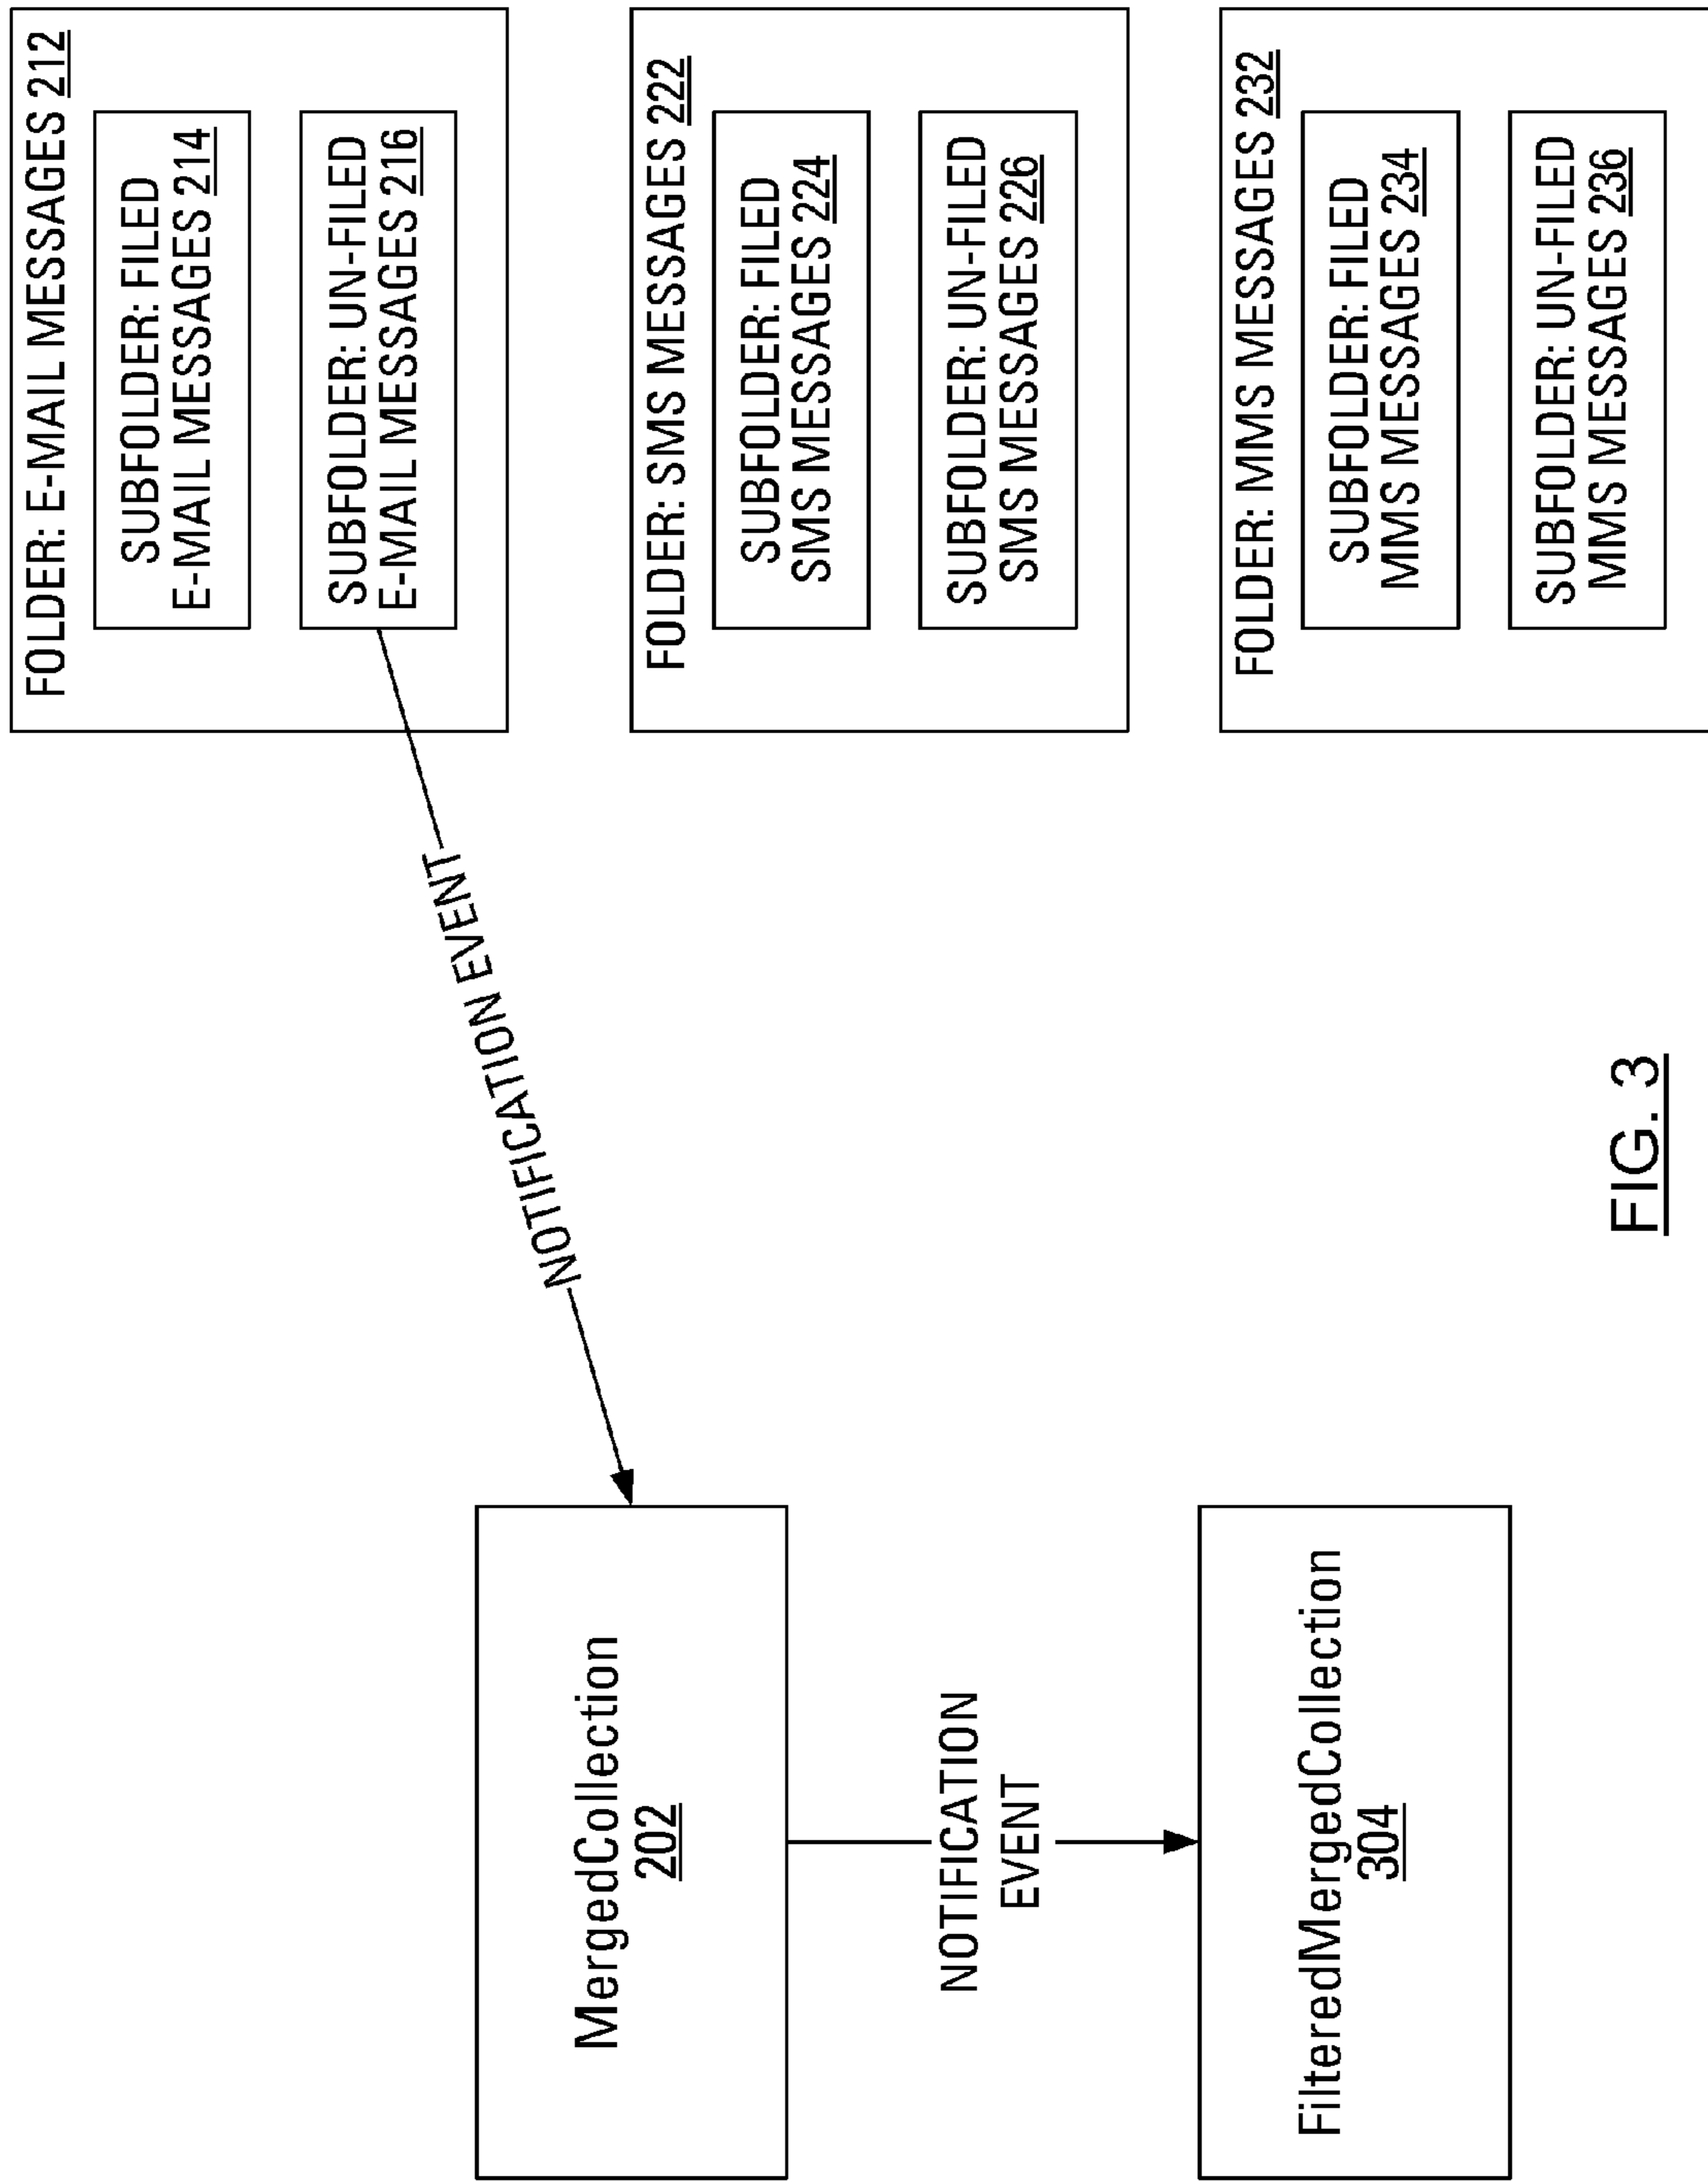 FOLDER: E-MAIL MESSAGES 212
SUBFOLDER: FILED
E-MAIL MESSAGES 214
SUBFOLDER: UN-FILED
E-MAIL MESSAGES 216
NOTIFICATION EVENT
MergedCollection
202
FOLDER: SMS MESSAGES 222
SUBFOLDER: FILED
SMS MESSAGES 224
SUBFOLDER: UN-FILED
SMS MESSAGES 226
NOTIFICATION
EVENT
FilteredMergedCollection
304
FOLDER: MMS MESSAGES 232
SUBFOLDER: FILED
MMS MESSAGES 234
SUBFOLDER: UN-FILED
MMS MESSAGES 236
FIG. 3